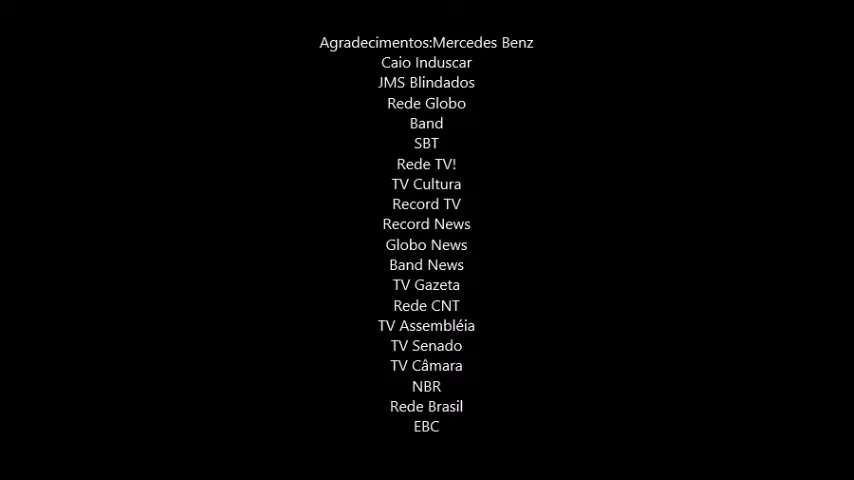 Agradecimentos:Mercedes Benz
Caio Induscar
JMS Blindados
Rede Globo
Band
SBT
Rede TV!
TV Cultura
Record TV
Record News
Globo News
Band News
TV Gazeta
Rede CNT
TV Assembléia
TV Senado
TV Câmara
NBR
Rede Brasil
EBC